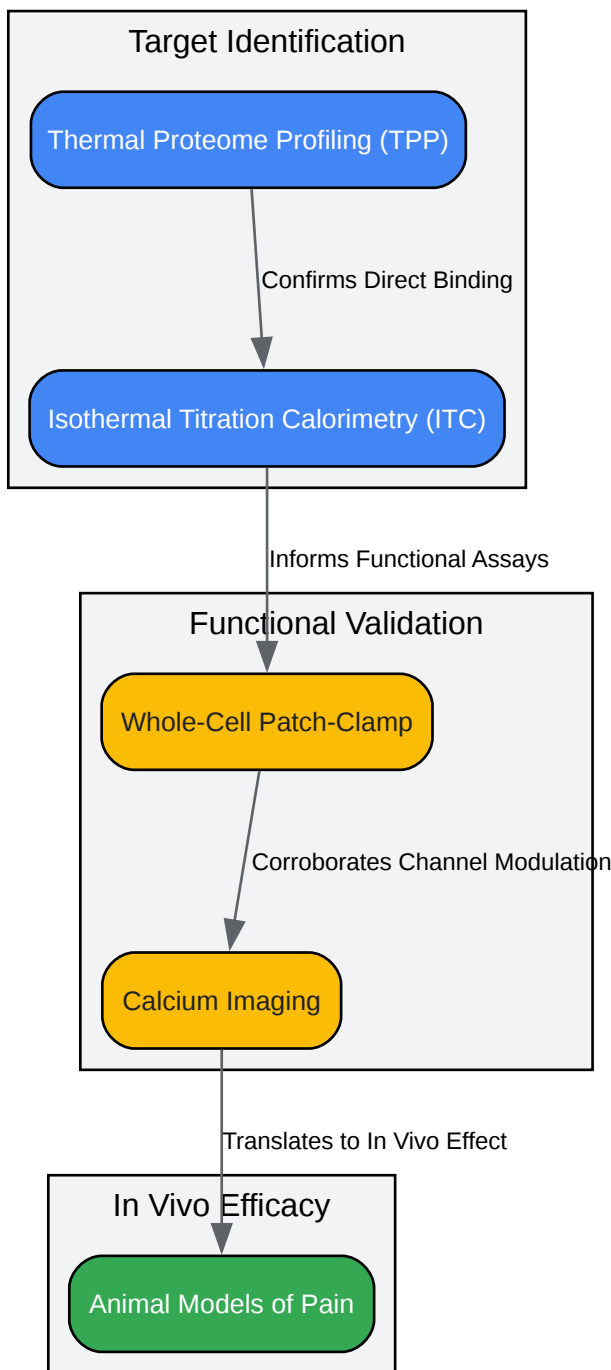 Target Identification
Thermal Proteome Profiling (TPP)
Confirms Direct Binding
Isothermal Titration Calorimetry (ITC)
Informs Functional Assays
Functional Validation
Whole-Cell Patch-Clamp
Corroborates Channel Modulation
Calcium Imaging
Translates to In Vivo Effect
In Vivo Efficacy
Animal Models of Pain